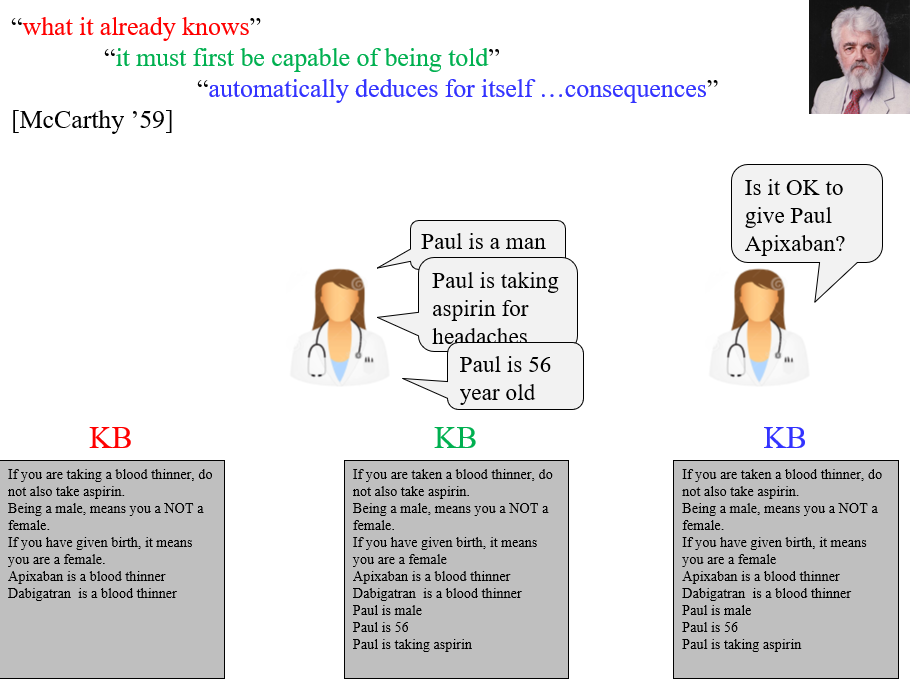 “what it already knows”
“it must first be capable of being told”
“automatically deduces for itself …consequences”
[McCarthy ’59]
Paul is a man
Paul is taking
aspirin for
headaches
Paul is 56
year old
Is it OK to
give Paul
Apixaban?
KB
If you are taking a blood thinner, do
not also take aspirin.
Being a male, means you a NOT a
female.
If you have given birth, it means
you are a female.
Apixaban is a blood thinner
Dabigatran  is a blood thinner
KB
If you are taken a blood thinner, do
not also take aspirin.
Being a male, means you a NOT a
female.
If you have given birth, it means
you are a female
Apixaban is a blood thinner
Dabigatran  is a blood thinner
Paul is male
Paul is 56
Paul is taking aspirin
KB
If you are taken a blood thinner, do
not also take aspirin.
Being a male, means you a NOT a
female.
If you have given birth, it means
you are a female
Apixaban is a blood thinner
Dabigatran  is a blood thinner
Paul is male
Paul is 56
Paul is taking aspirin